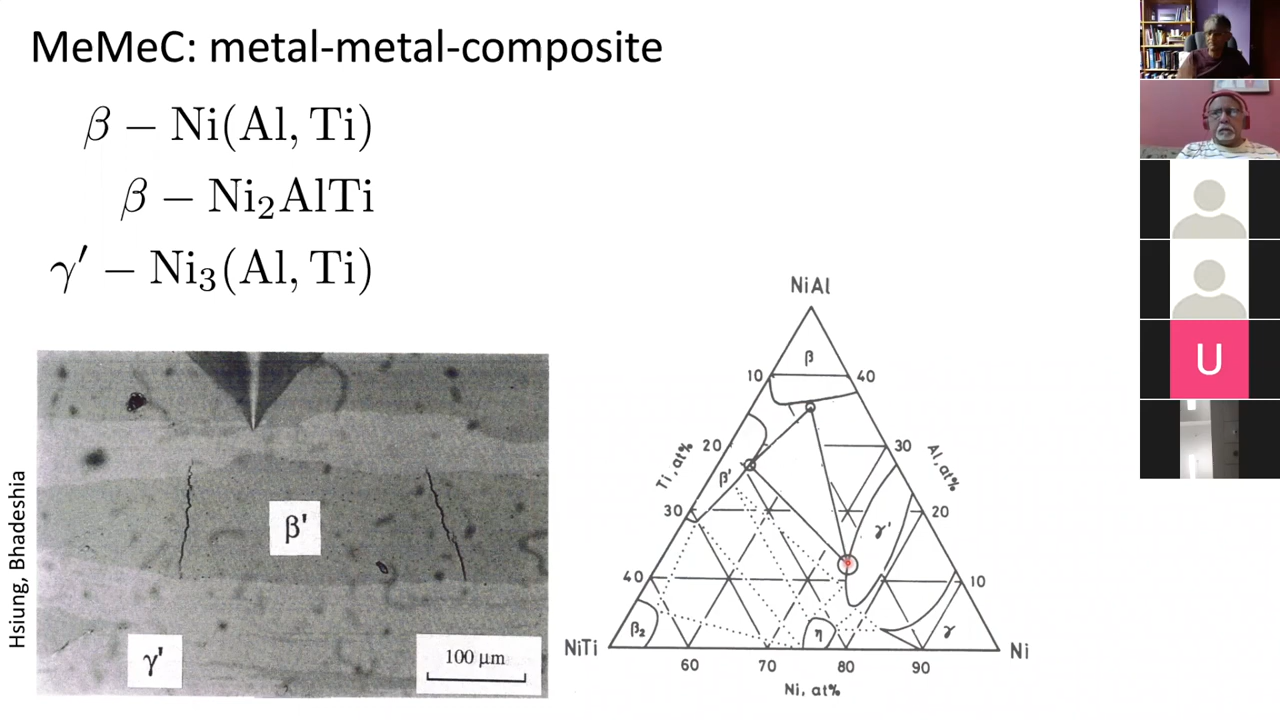 MeMeC: metal-metal-composite
β − Ni(Al, Ti)
β − Ni₂AlTi
γ′ − Ni₃(Al, Ti)
Hsiung, Bhadeshia
β'
γ'
100 μm
NiAl
β
10
40
20
30
Ti, at%
Al, at%
β'
30
20
γ'
40
10
β₂
η
γ
NiTi
Ni
60
70
80
90
Ni, at%
U